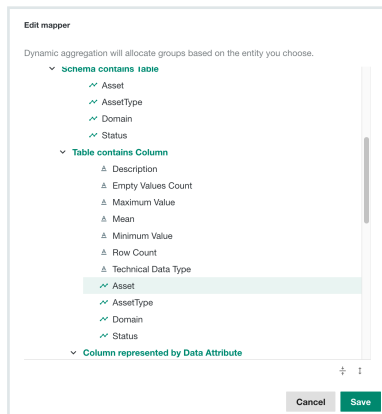 Edit mapper
Dynamic aggregation will allocate groups based on the entity you choose.
Schema contains Table
Asset
AssetType
Domain
Status
Table contains Column
Description
Empty Values Count
Maximum Value
Mean
Minimum Value
Row Count
Technical Data Type
Asset
AssetType
Domain
Status
Column represented by Data Attribute
Cancel Save